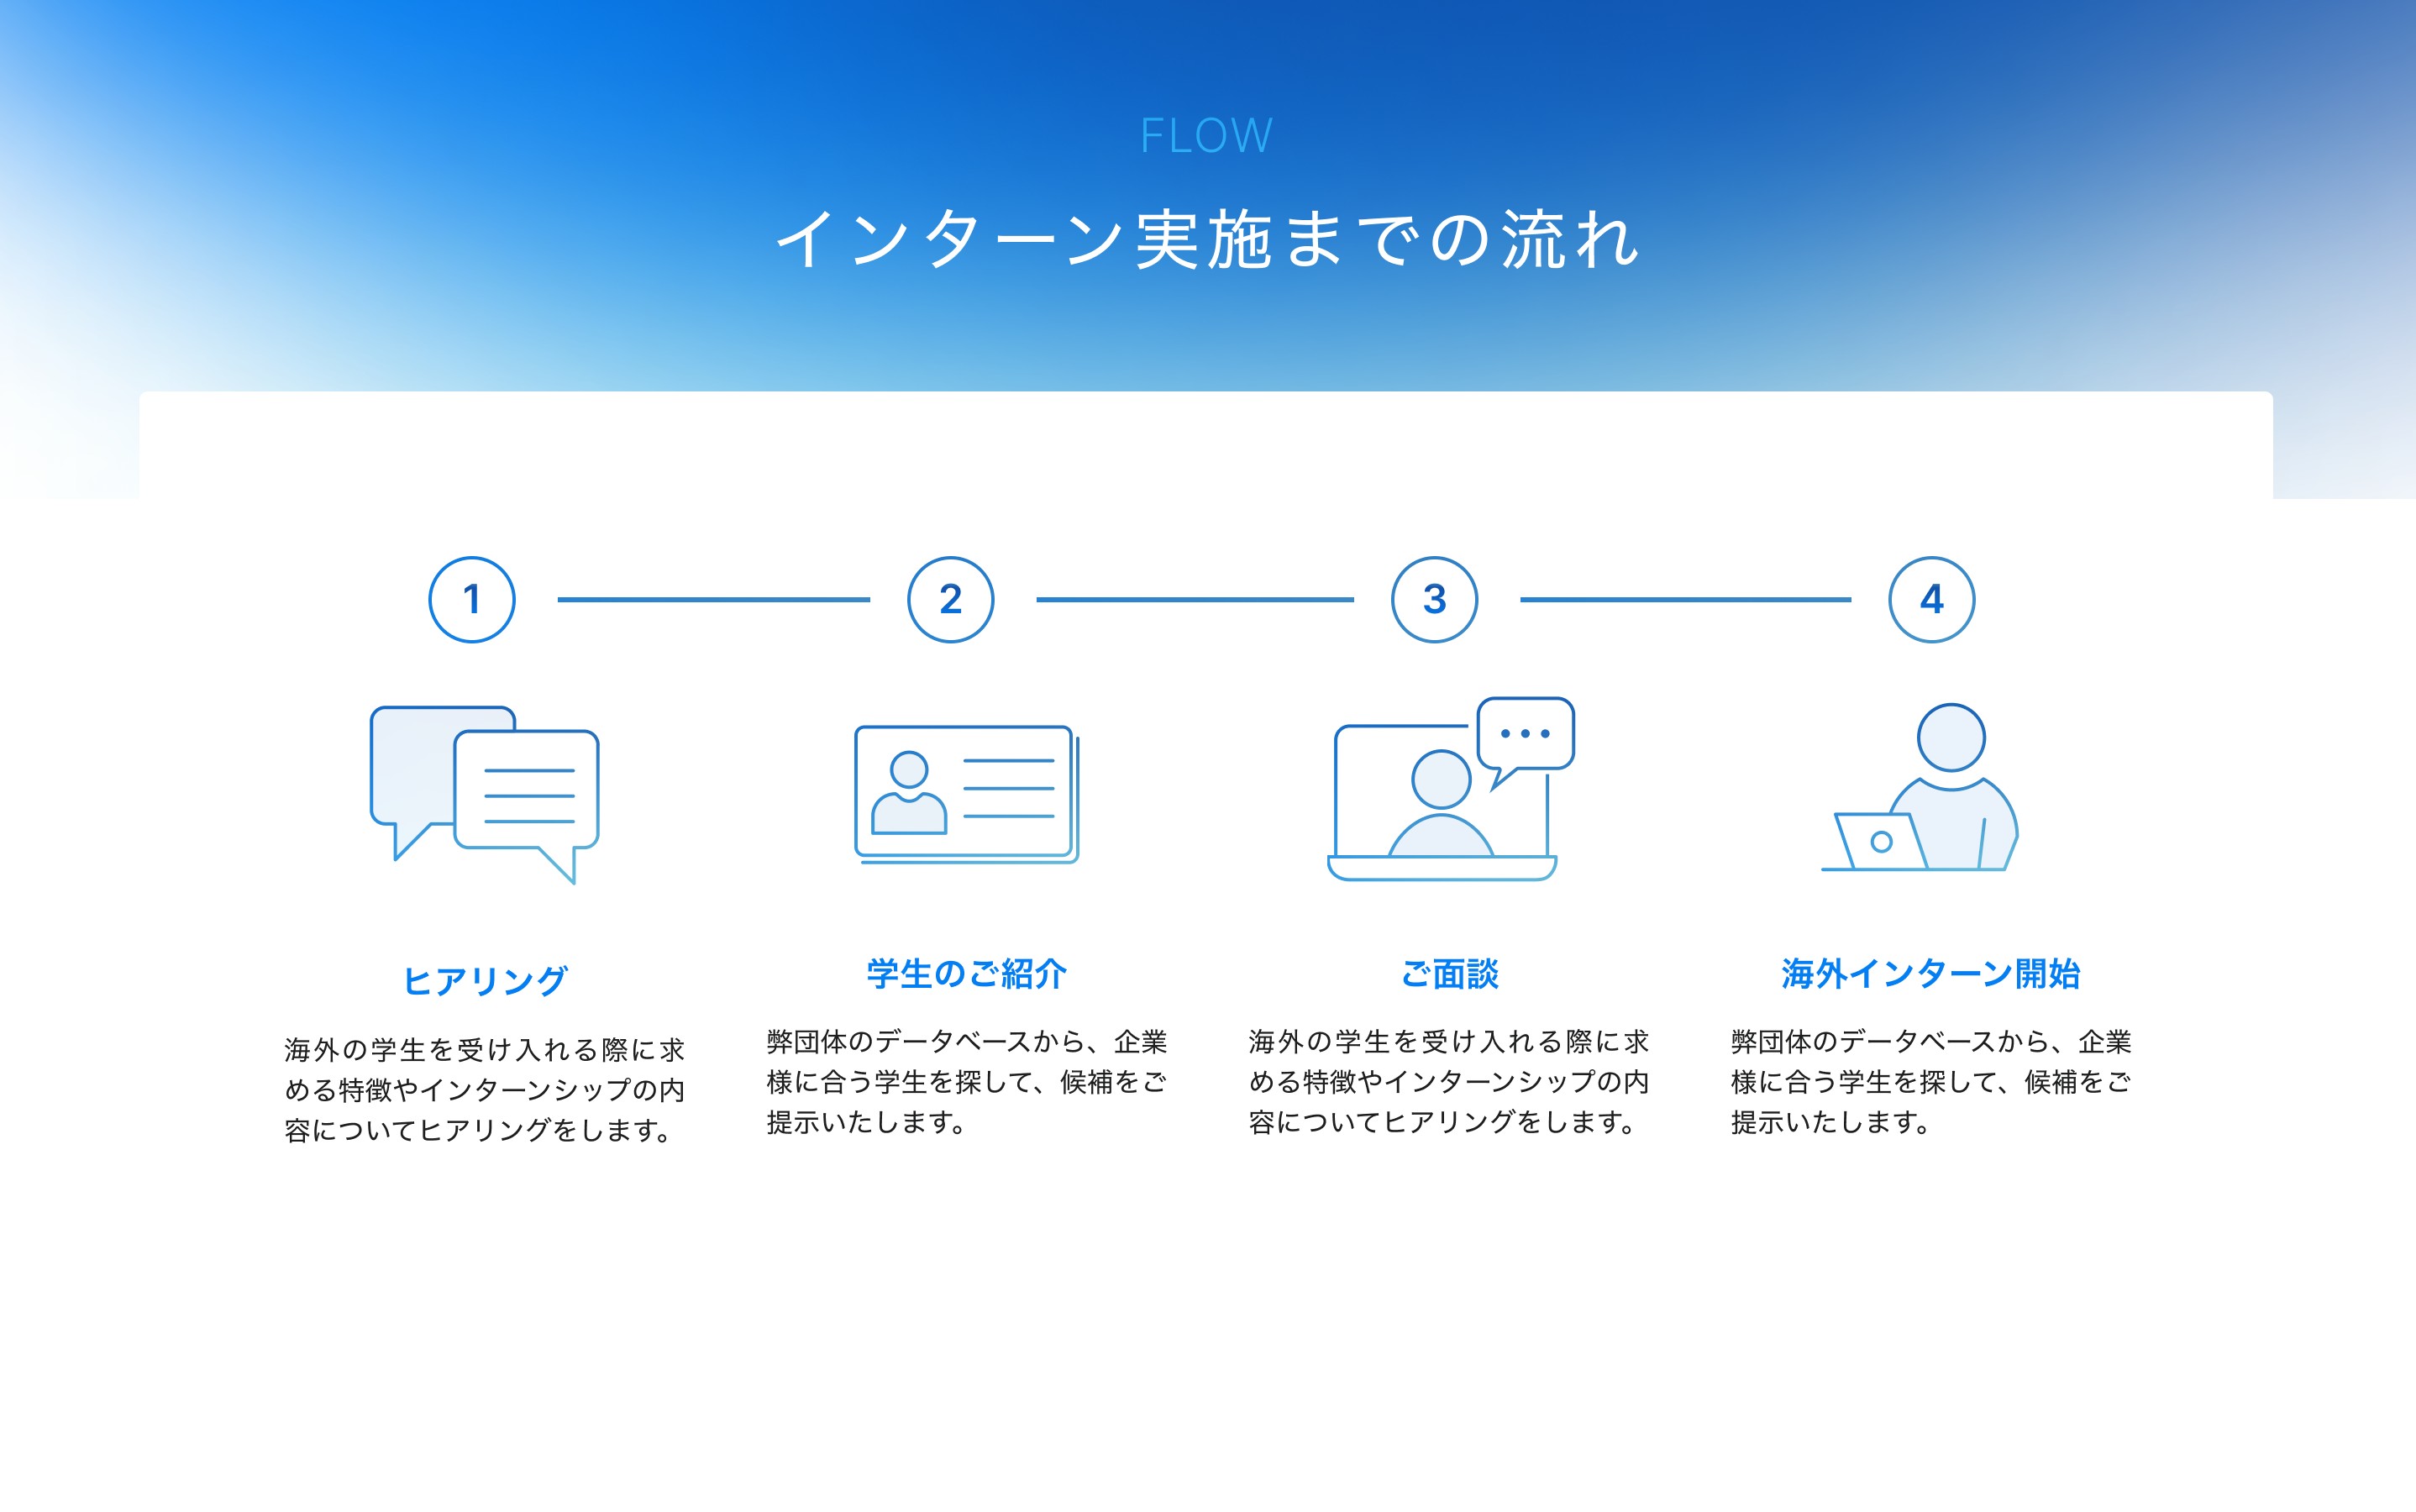 FLOW
インターン実施までの流れ
1
2
3
4
ヒアリング
海外の学生を受け入れる際に求
める特徴やインターンシップの内
容についてヒアリングをします。
学生のご紹介
弊団体のデータベースから、企業
様に合う学生を探して、候補をご
提示いたします。
ご面談
海外の学生を受け入れる際に求
める特徴やインターンシップの内
容についてヒアリングをします。
海外インターン開始
弊団体のデータベースから、企業
様に合う学生を探して、候補をご
提示いたします。